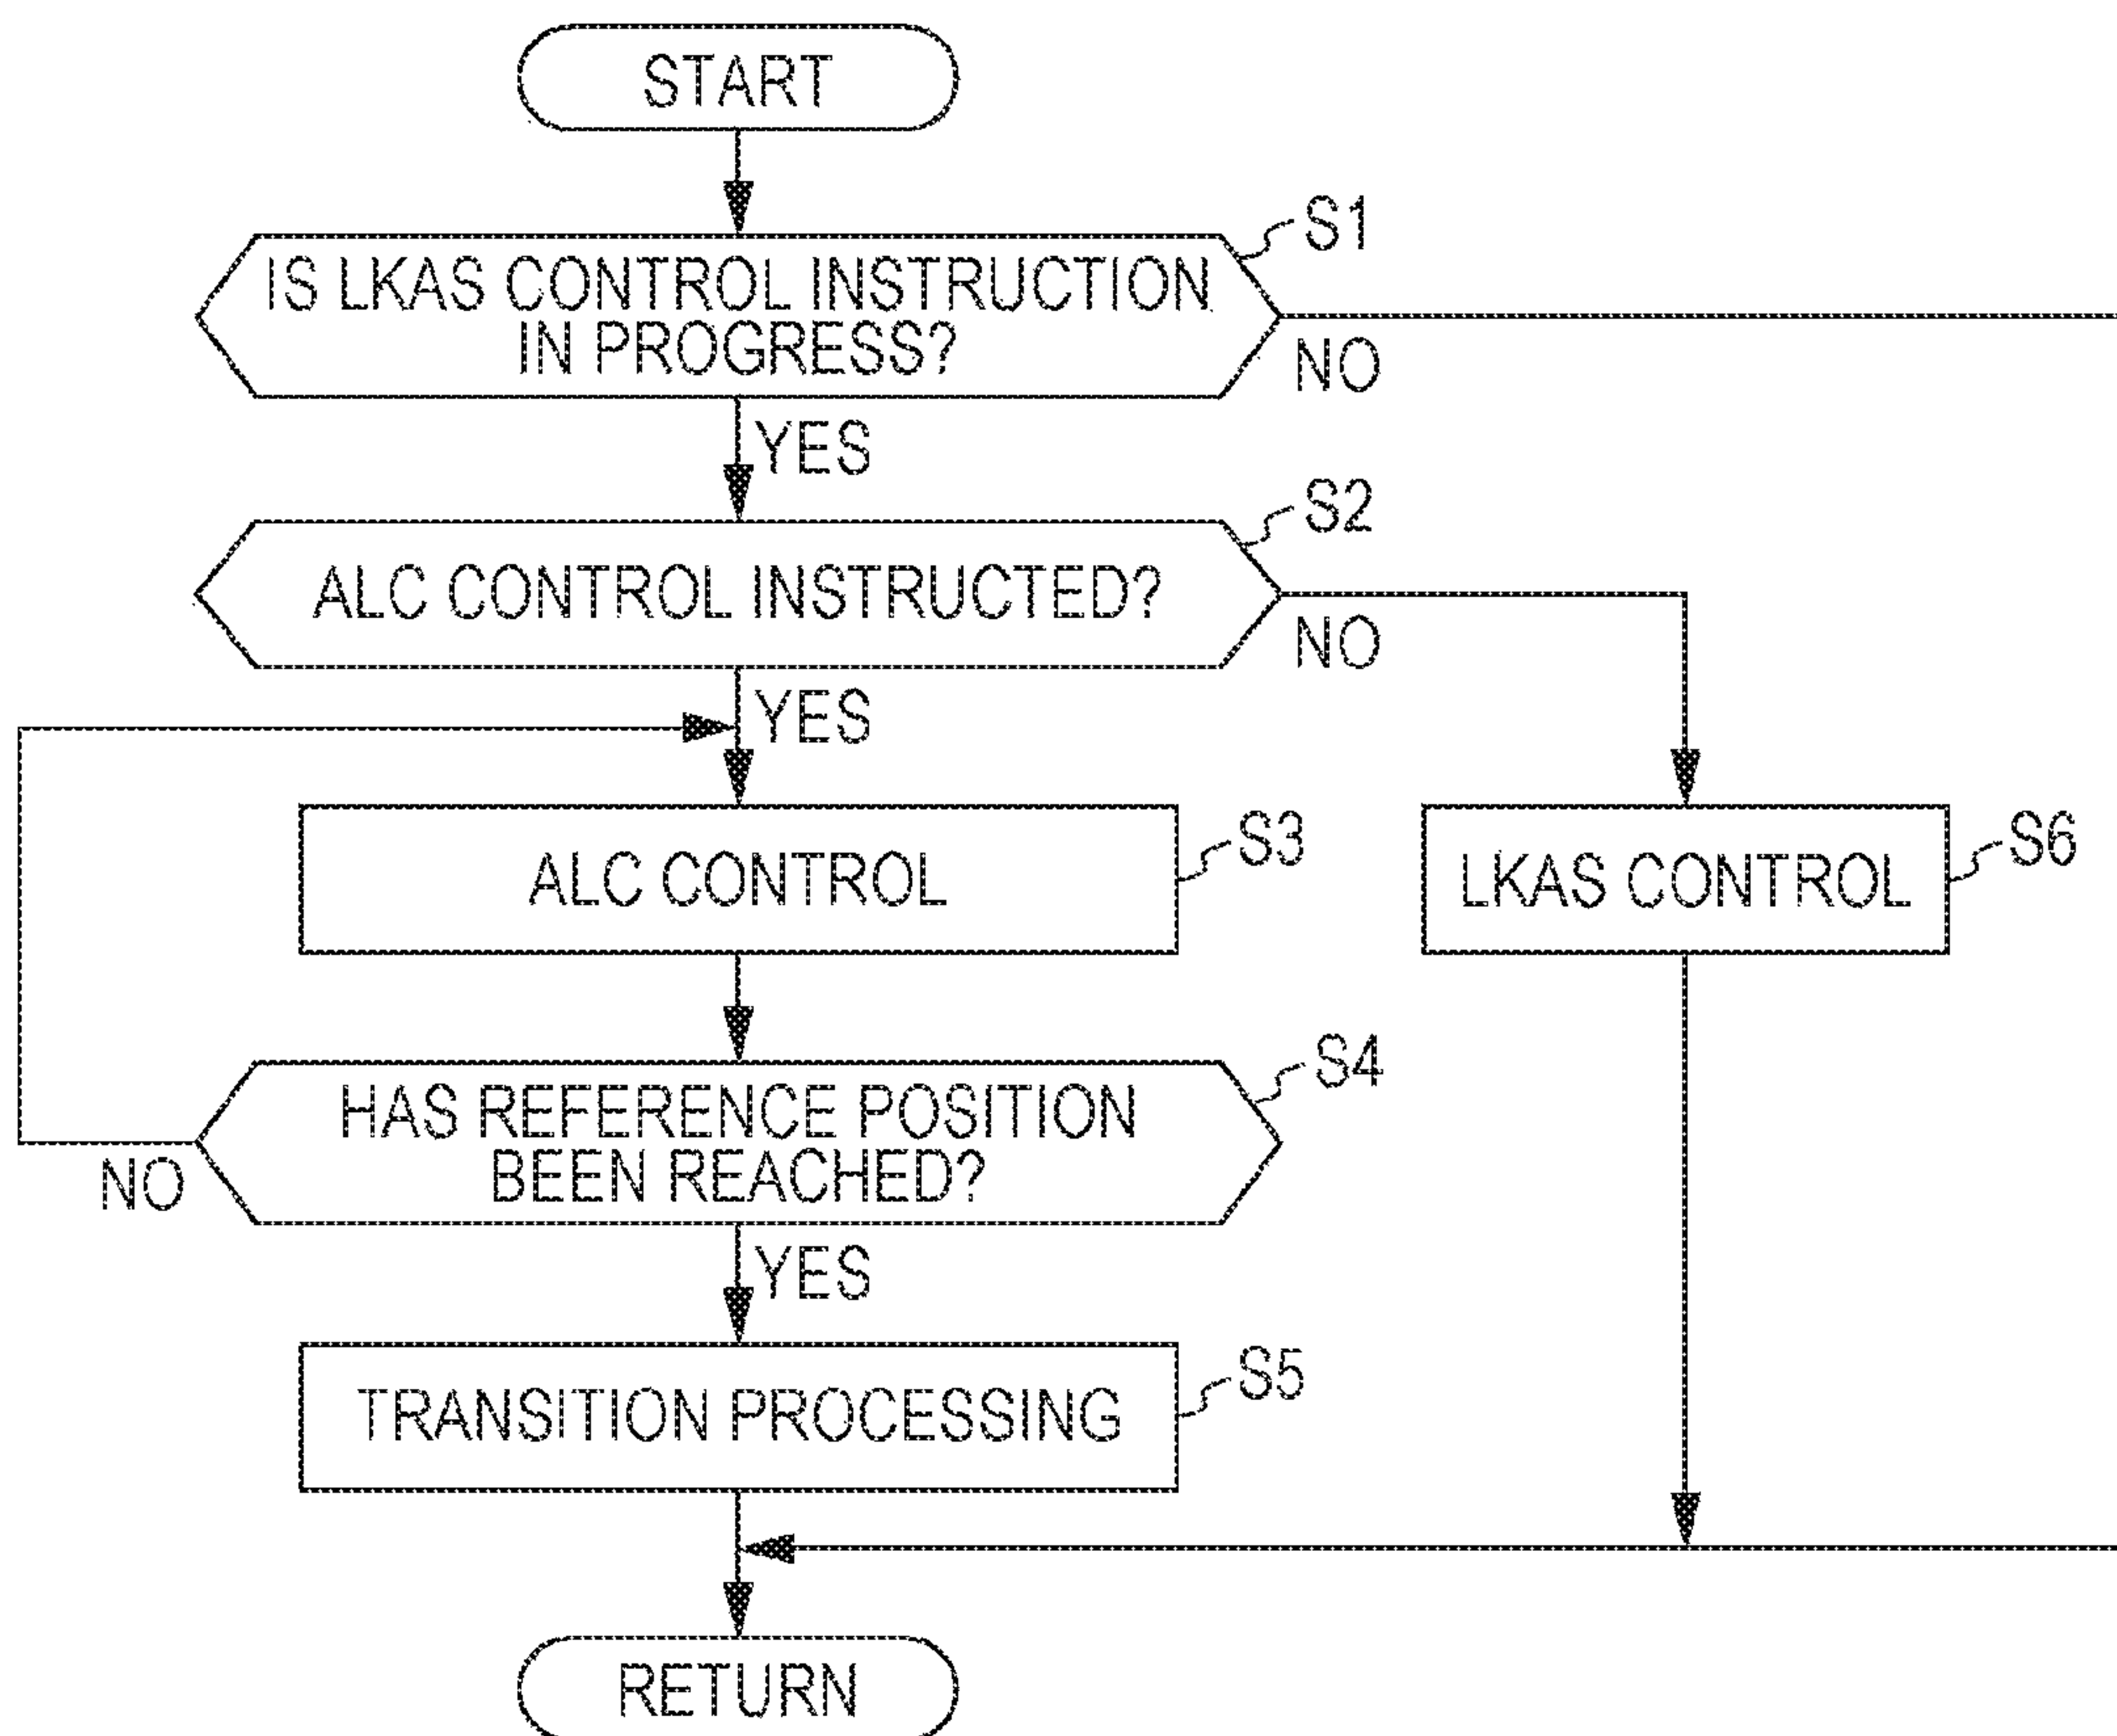 START
S1
IS LKAS CONTROL INSTRUCTION
IN PROGRESS?
NO
YES
S2
ALC CONTROL INSTRUCTED?
NO
YES
S3
ALC CONTROL
S6
LKAS CONTROL
S4
HAS REFERENCE POSITION
BEEN REACHED?
NO
YES
S5
TRANSITION PROCESSING
RETURN